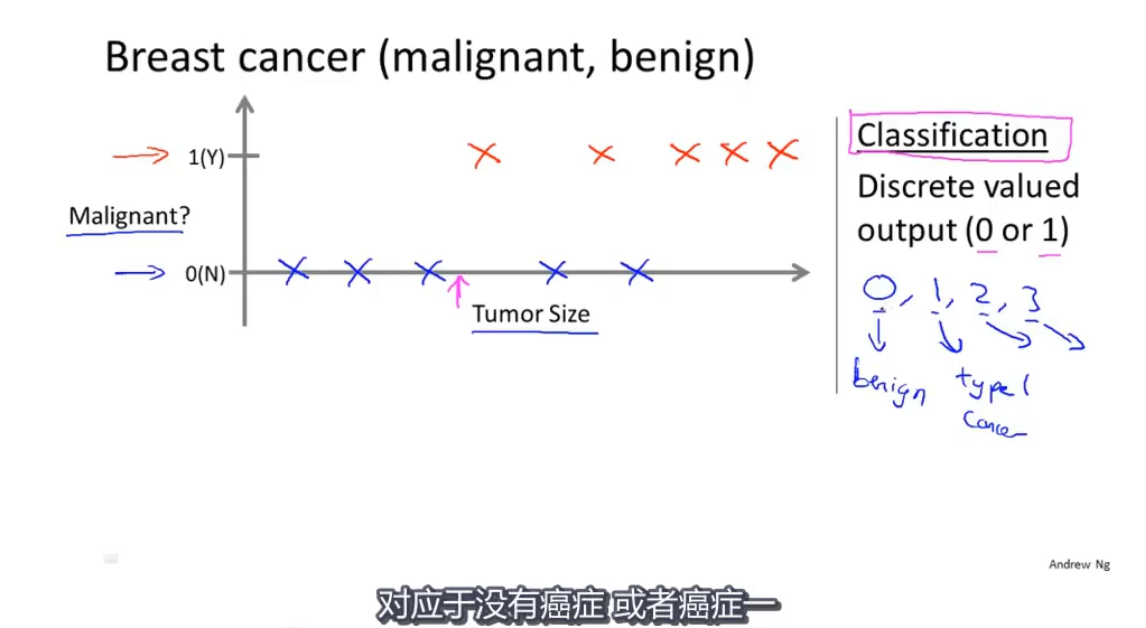 Breast cancer (malignant, benign)
1(Y)
Malignant?
0(N)
Tumor Size
Classification
Discrete valued
output (0 or 1)
0, 1, 2, 3
benign
type 1
cancer
Andrew Ng
对应于没有癌症 或者癌症一